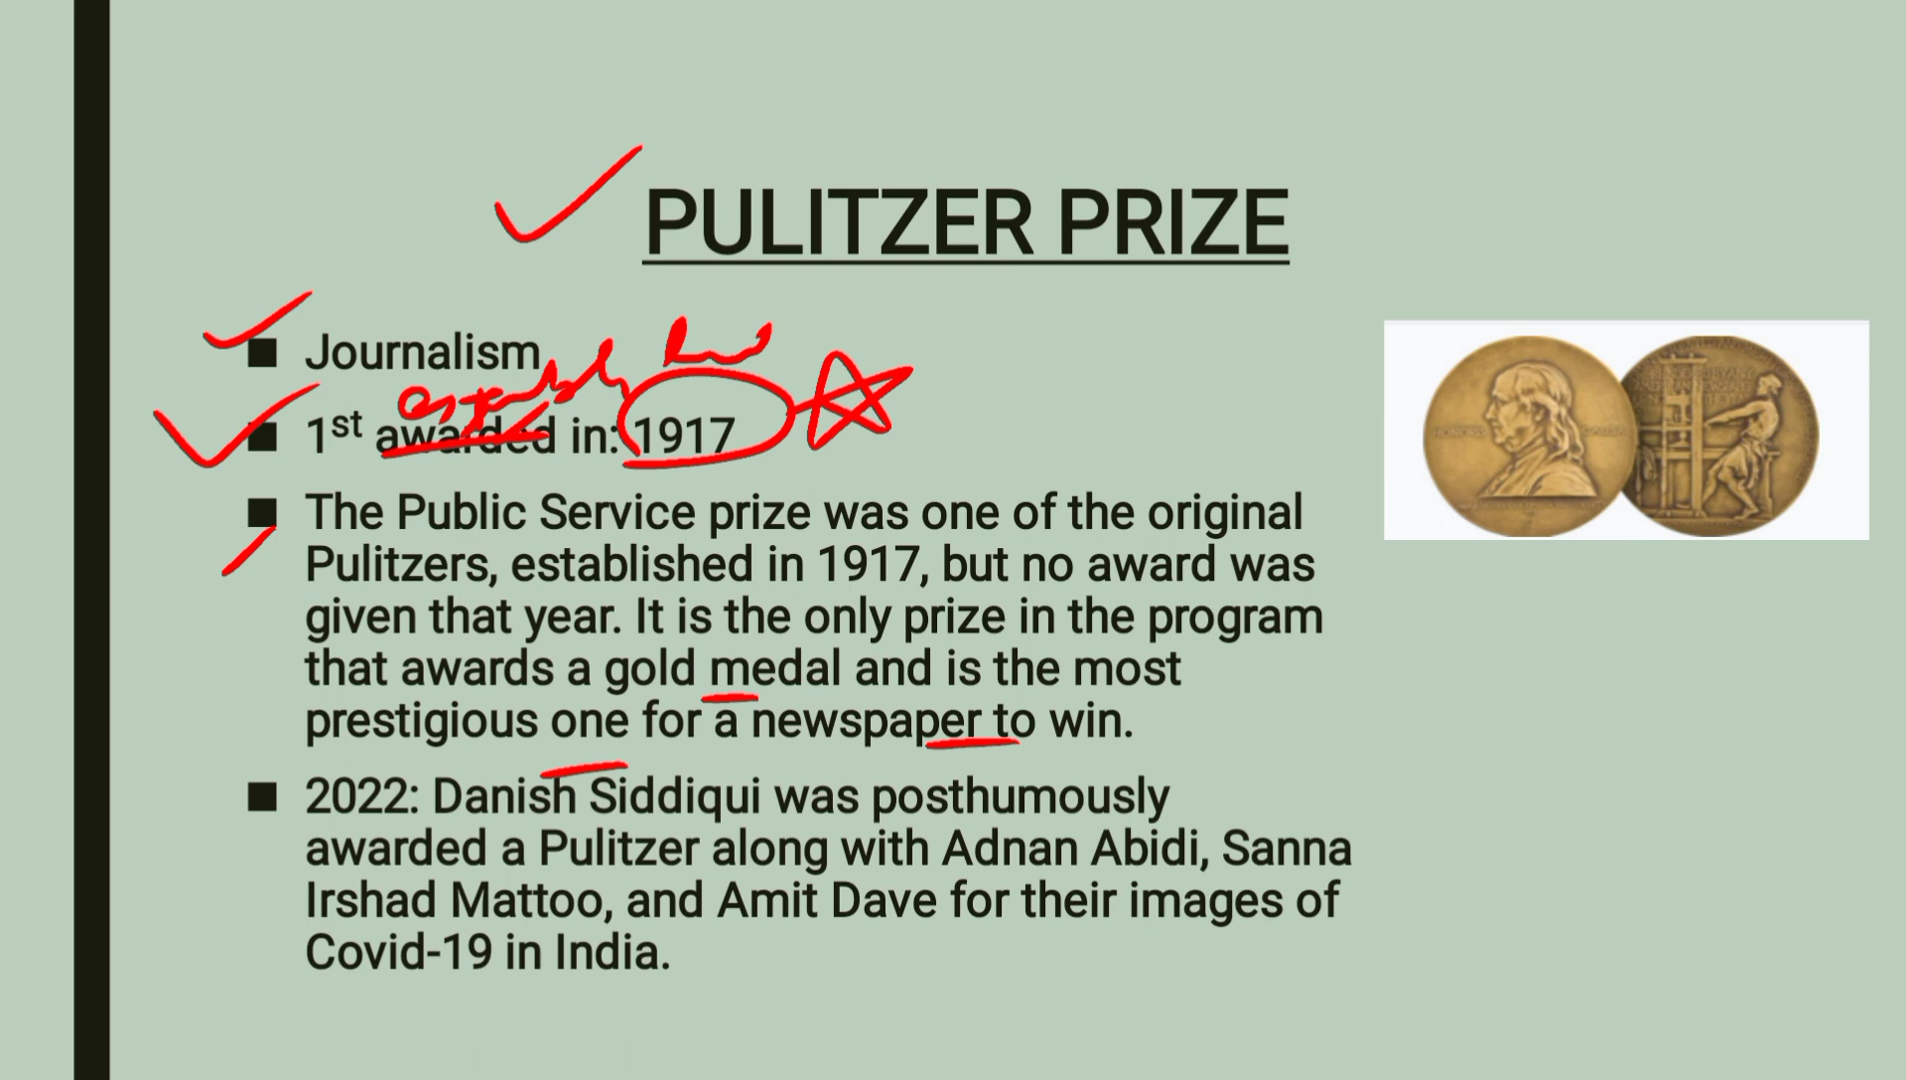 PULITZER PRIZE
■ Journalism
■ 1st awarded in: 1917
■ The Public Service prize was one of the original
Pulitzers, established in 1917, but no award was
given that year. It is the only prize in the program
that awards a gold medal and is the most
prestigious one for a newspaper to win.
■ 2022: Danish Siddiqui was posthumously
awarded a Pulitzer along with Adnan Abidi, Sanna
Irshad Mattoo, and Amit Dave for their images of
Covid-19 in India.